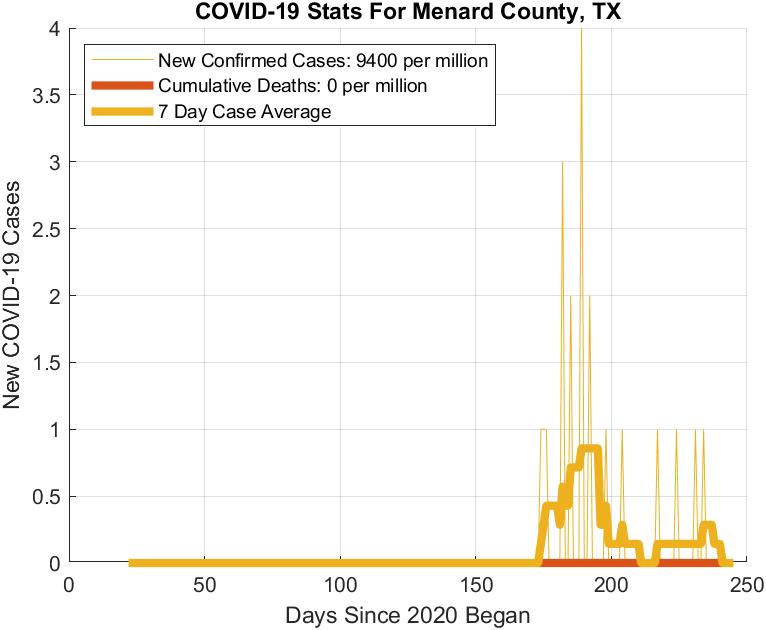 COVID-19 Stats For Menard County, TX
New Confirmed Cases: 9400 per million
Cumulative Deaths: 0 per million
7 Day Case Average
4
3.5
3
2.5
2
1.5
1
0.5
0
New COVID-19 Cases
0 50 100 150 200 250
Days Since 2020 Began